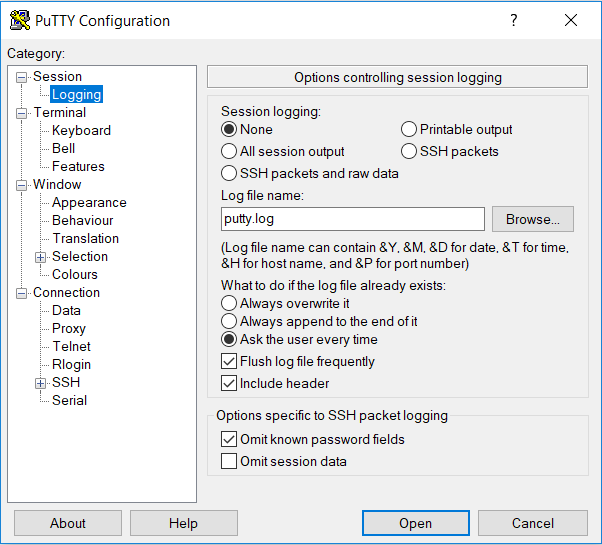 PuTTY Configuration
?
Category:
Session
Logging
Terminal
Keyboard
Bell
Features
Window
Appearance
Behaviour
Translation
Selection
Colours
Connection
Data
Proxy
Telnet
Rlogin
SSH
Serial
Options controlling session logging
Session logging:
None
Printable output
All session output
SSH packets
SSH packets and raw data
Log file name:
putty.log
Browse...
(Log file name can contain &Y, &M, &D for date, &T for time,
&H for host name, and &P for port number)
What to do if the log file already exists:
Always overwrite it
Always append to the end of it
Ask the user every time
Flush log file frequently
Include header
Options specific to SSH packet logging
Omit known password fields
Omit session data
About
Help
Open
Cancel